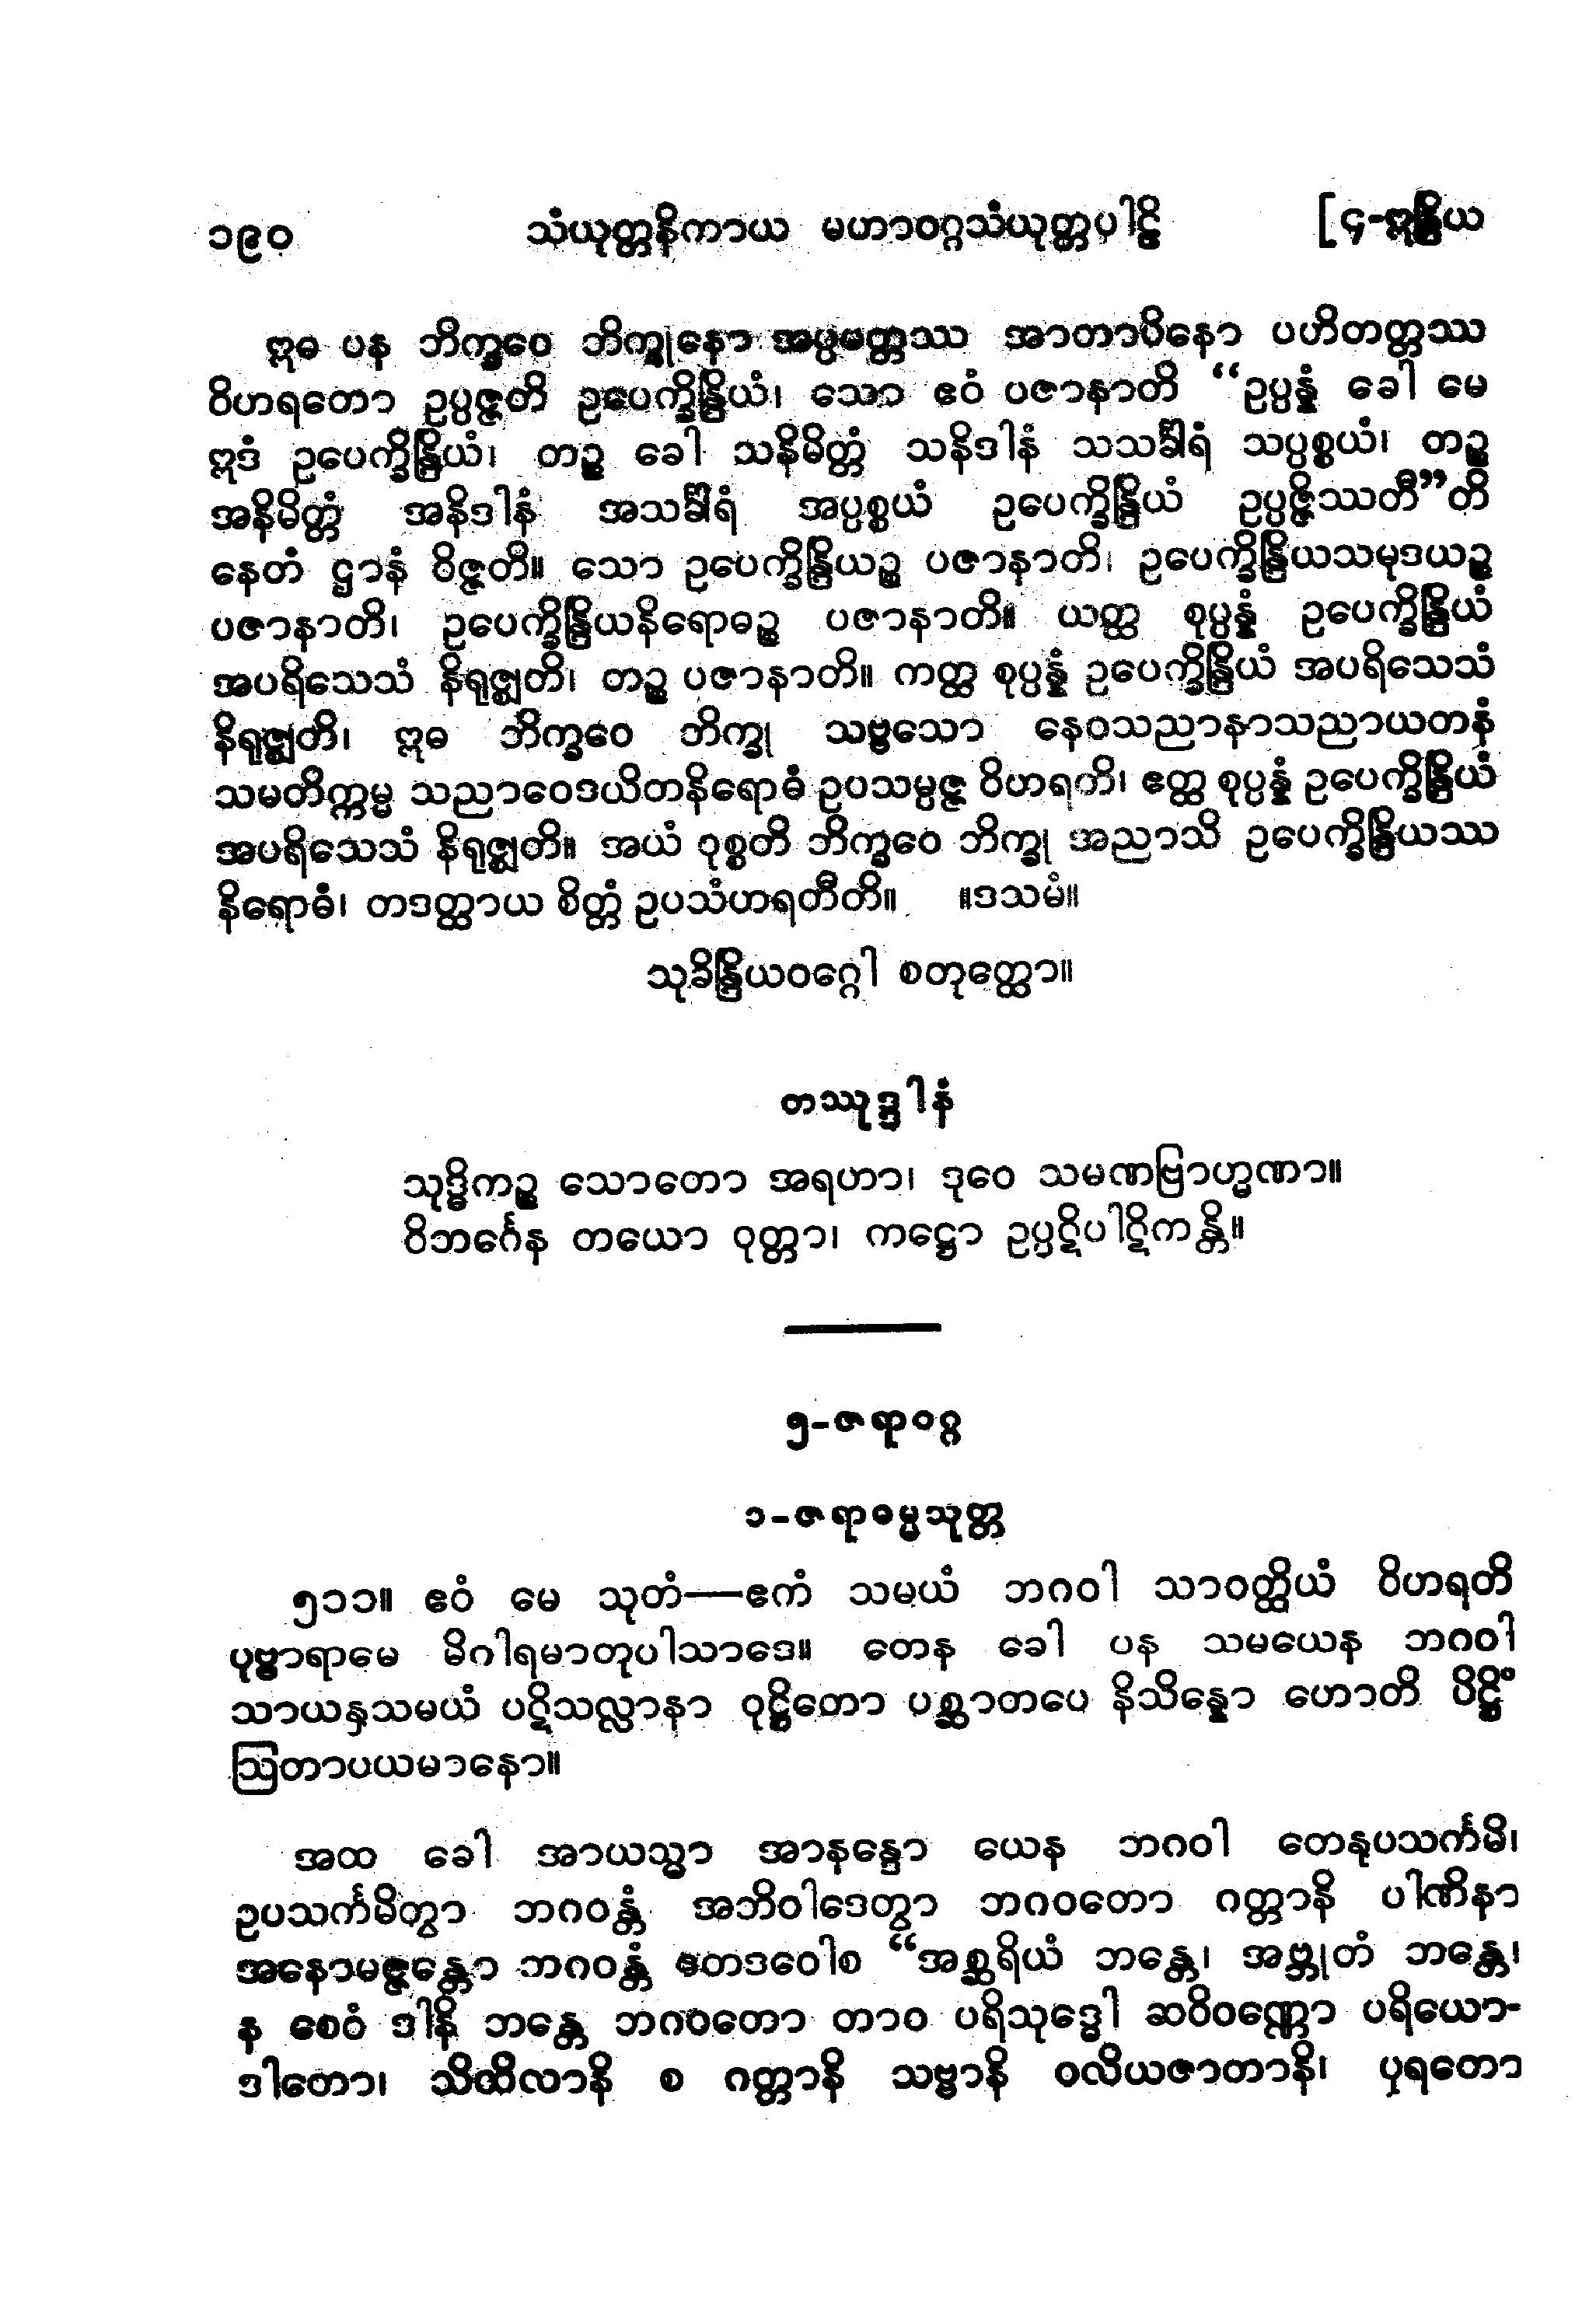 ၁၉၀ သံယုတ္တနိကာယ မဟာဝဂ္ဂသံယုတ္တပါဠိ [၄-ဣန္ဒြိယ
ဣဓ ပန ဘိက္ခဝေ ဘိက္ခုနော အပ္ပမတ္တဿ အာတာပိနော ပဟိတတ္တဿ
ဝိဟရတော ဥပ္ပဇ္ဇတိ ဥပေက္ခိန္ဒြိယံ၊ သော ဧဝံ ပဇာနာတိ “ဥပ္ပန္နံ ခေါ မေ
ဣဒံ ဥပေက္ခိန္ဒြိယံ၊ တဉ္စ ခေါ သနိမိတ္တံ သနိဒါနံ သသင်္ခါရံ သပ္ပစ္စယံ၊ တဉ္စ
အနိမိတ္တံ အနိဒါနံ အသင်္ခါရံ အပ္ပစ္စယံ ဥပေက္ခိန္ဒြိယံ ဥပ္ပဇ္ဇိဿတီ”တိ
နေတံ ဌာနံ ဝိဇ္ဇတိ။ သော ဥပေက္ခိန္ဒြိယဉ္စ ပဇာနာတိ၊ ဥပေက္ခိန္ဒြိယသမုဒယဉ္စ
ပဇာနာတိ၊ ဥပေက္ခိန္ဒြိယနိရောဓဉ္စ ပဇာနာတိ။ ယတ္ထ စုပ္ပန္နံ ဥပေက္ခိန္ဒြိယံ
အပရိသေသံ နိရုဇ္ဈတိ၊ တဉ္စ ပဇာနာတိ။ ကတ္ထ စုပ္ပန္နံ ဥပေက္ခိန္ဒြိယံ အပရိသေသံ
နိရုဇ္ဈတိ၊ ဣဓ ဘိက္ခဝေ ဘိက္ခု သဗ္ဗသော နေဝသညာနာသညာယတနံ
သမတိက္ကမ္မ သညာဝေဒယိတနိရောဓံ ဥပသမ္ပဇ္ဇ ဝိဟရတိ၊ ဧတ္ထ စုပ္ပန္နံ ဥပေက္ခိန္ဒြိယံ
အပရိသေသံ နိရုဇ္ဈတိ။ အယံ ဝုစ္စတိ ဘိက္ခဝေ ဘိက္ခု အညာသိ ဥပေက္ခိန္ဒြိယဿ
နိရောဓံ၊ တဒတ္ထာယ စိတ္တံ ဥပသံဟရတီတိ။ ။ဒသမံ။
သုခိန္ဒြိယဝဂ္ဂေါ စတုတ္ထော။
တဿုဒ္ဒါနံ
သုဒ္ဓိကဉ္စ သောတော အရဟာ၊ ဒုဝေ သမဏဗြာဟ္မဏာ။
ဝိဘင်္ဂေန တယော ဝုတ္တာ၊ ကဋ္ဌော ဥပ္ပဋိပါဋိကန္တိ။
၅-ဇရာဝဂ္ဂ
၁-ဇရာဓမ္မသုတ္တ
၅၁၁။ ဧဝံ မေ သုတံ—ဧကံ သမယံ ဘဂဝါ သာဝတ္ထိယံ ဝိဟရတိ
ပုဗ္ဗာရာမေ မိဂါရမာတုပါသာဒေ။ တေန ခေါ ပန သမယေန ဘဂဝါ
သာယနှသမယံ ပဋိသလ္လာနာ ဝုဋ္ဌိတော ပစ္ဆာတပေ နိသိန္နော ဟောတိ ပိဋ္ဌိံ
ဩတာပယမာနော။
အထ ခေါ အာယသ္မာ အာနန္ဒော ယေန ဘဂဝါ တေနုပသင်္ကမိ၊
ဥပသင်္ကမိတွာ ဘဂဝန္တံ အဘိဝါဒေတွာ ဘဂဝတော ဂတ္တာနိ ပါဏိနာ
အနောမဇ္ဇန္တော ဘဂဝန္တံ ဧတဒဝေါစ “အစ္ဆရိယံ ဘန္တေ၊ အဗ္ဘုတံ ဘန္တေ၊
န စေဝံ ဒါနိ ဘန္တေ ဘဂဝတော တာဝ ပရိသုဒ္ဓေါ ဆဝိဝဏ္ဏော ပရိယော-
ဒါတော၊ သိထိလာနိ စ ဂတ္တာနိ သဗ္ဗာနိ ဝလိယဇာတာနိ၊ ပုရတော